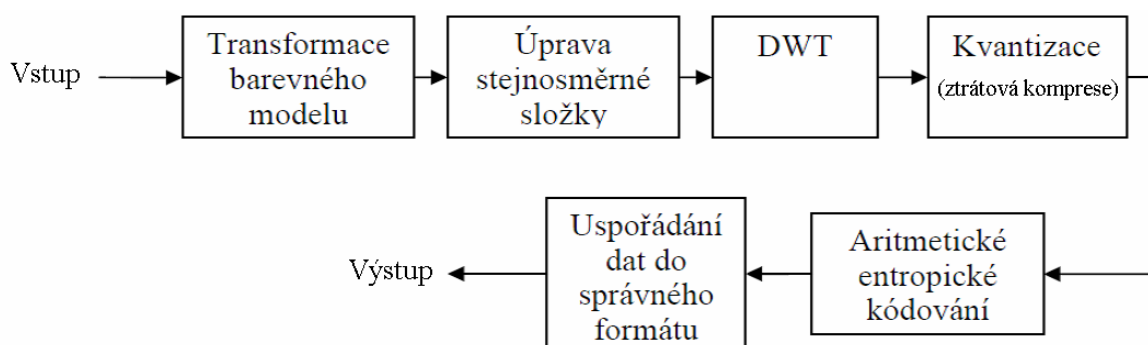 Vstup
Transformace
barevného
modelu
Úprava
stejnosměrné
složky
DWT
Kvantizace
(ztrátová komprese)
Aritmetické
entropické
kódování
Uspořádání
dat do
správného
formátu
Výstup